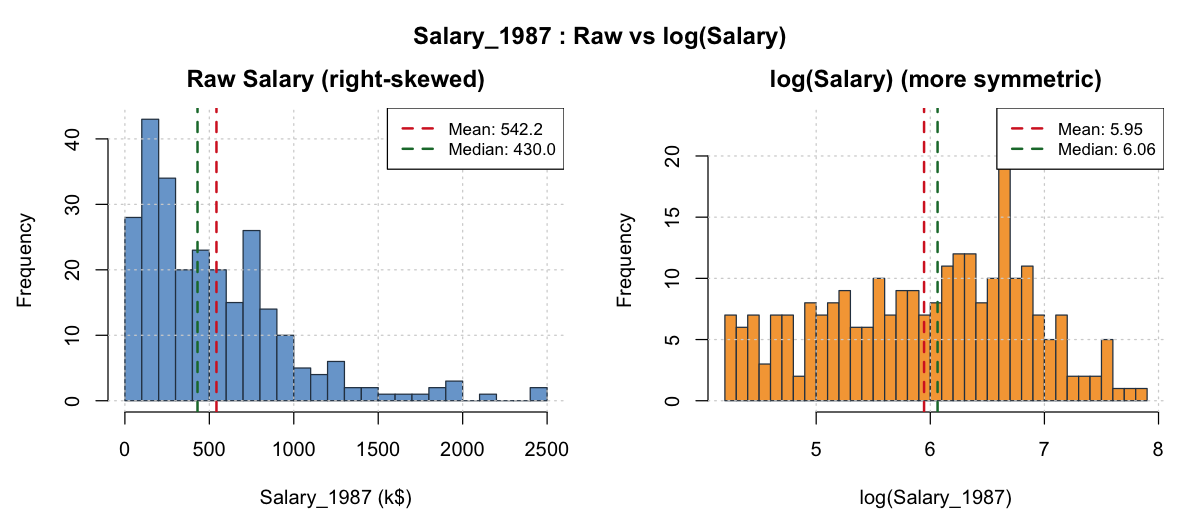 Salary_1987 : Raw vs log(Salary)
Raw Salary (right-skewed)
Mean: 542.2
Median: 430.0
Frequency
0
10
20
30
40
0
500
1000
1500
2000
2500
Salary_1987 (k$)
log(Salary) (more symmetric)
Mean: 5.95
Median: 6.06
Frequency
0
5
10
15
20
5
6
7
8
log(Salary_1987)